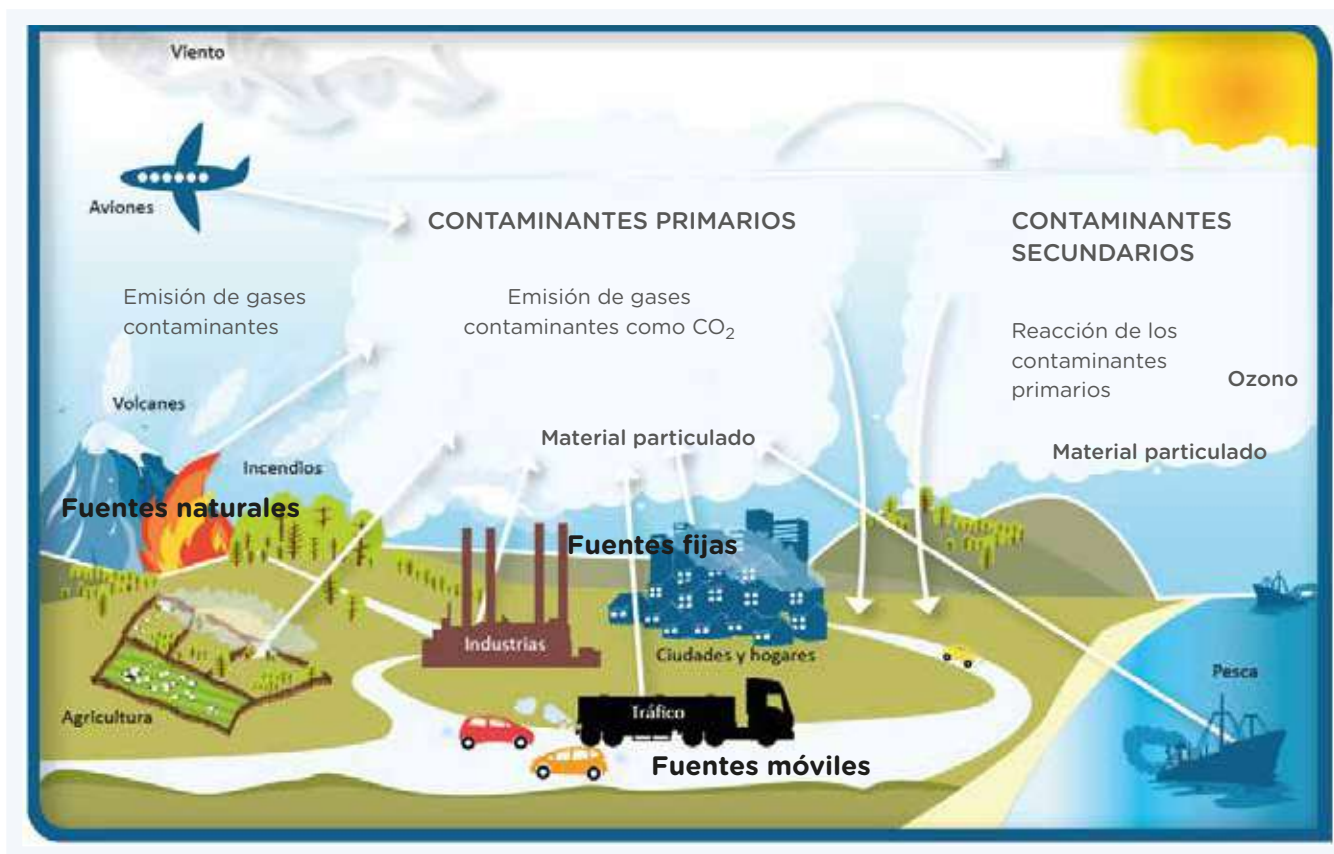 Viento
Aviones
CONTAMINANTES PRIMARIOS
CONTAMINANTES
SECUNDARIOS
Emisión de gases
contaminantes
Emisión de gases
contaminantes como CO₂
Reacción de los
contaminantes
primarios
Ozono
Volcanes
Material particulado
Material particulado
Incendios
Fuentes naturales
Fuentes fijas
Industrias
Ciudades y hogares
Pesca
Agricultura
Tráfico
Fuentes móviles